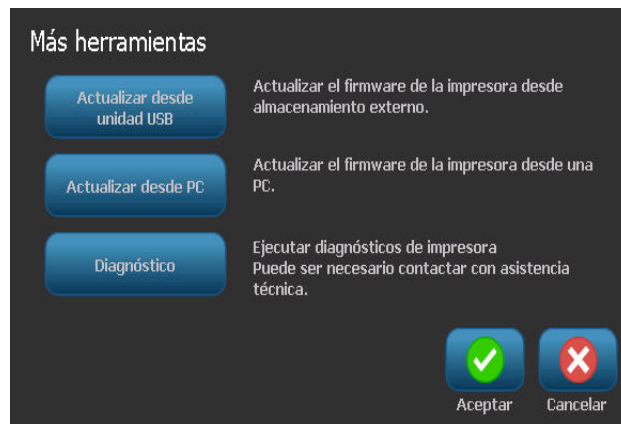 Más herramientas
Actualizar desde
unidad USB
Actualizar el firmware de la impresora desde
almacenamiento externo.
Actualizar desde PC
Actualizar el firmware de la impresora desde una
PC.
Diagnóstico
Ejecutar diagnósticos de impresora
Puede ser necesario contactar con asistencia
técnica.
Aceptar
Cancelar